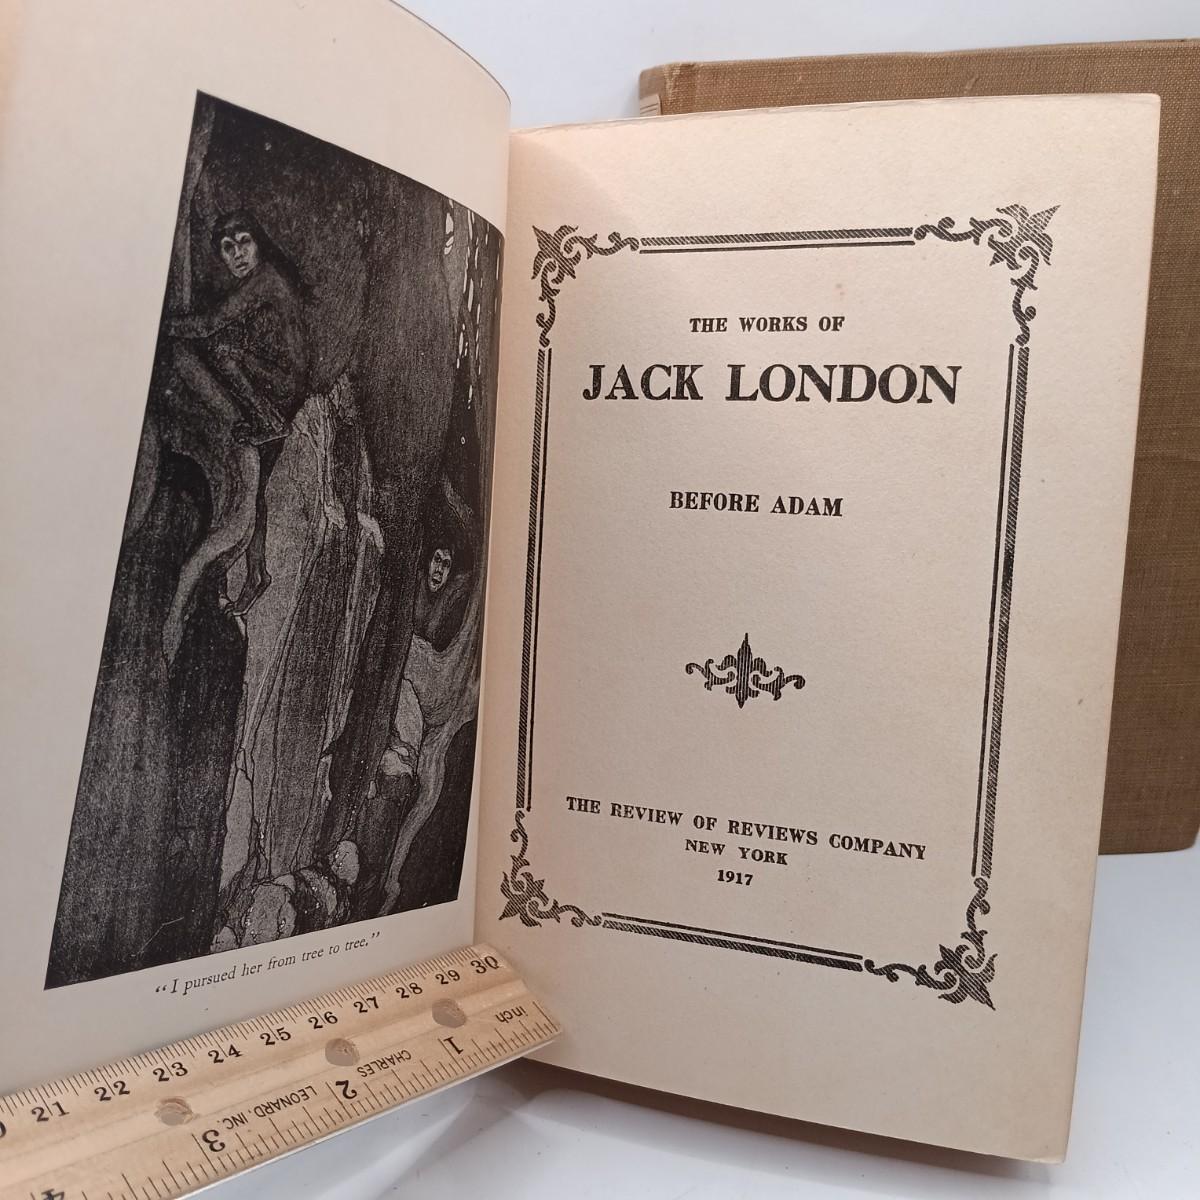 THE WORKS OF
JACK LONDON
BEFORE ADAM
THE REVIEW OF REVIEWS COMPANY
NEW YORK
1917
“I pursued her from tree to tree.”
21 22 23 24 25 26 27 28 29 30
inch
1
2
3
4
CHARLES
LEONARD, INC.